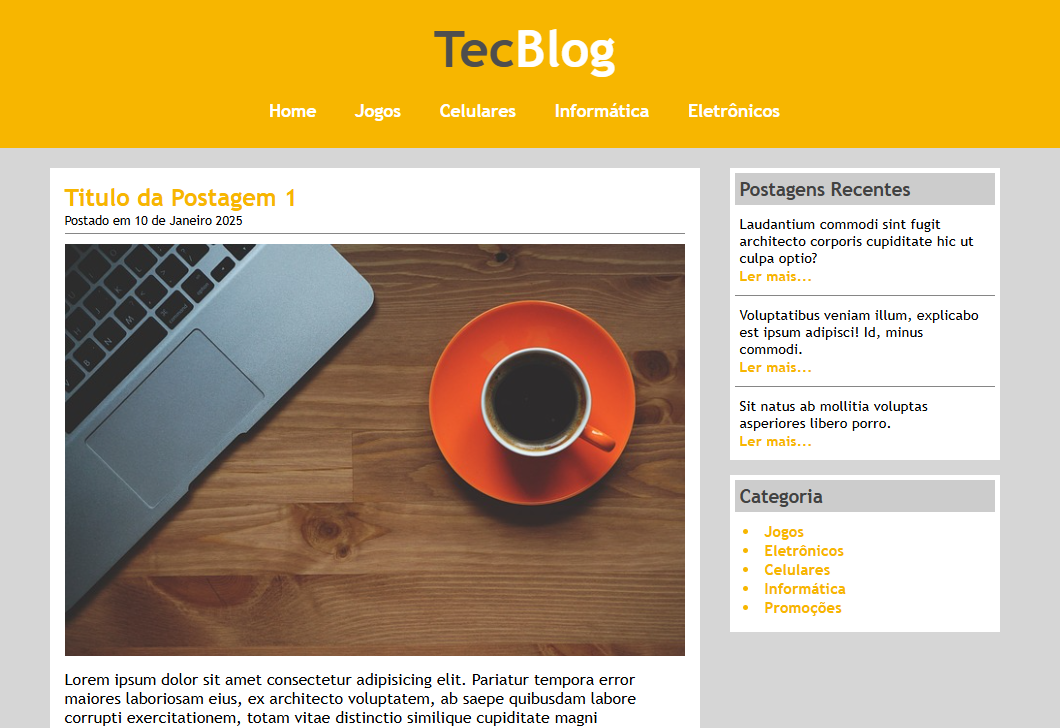 TecBlog
Home Jogos Celulares Informática Eletrônicos
Titulo da Postagem 1
Postado em 10 de Janeiro 2025
Lorem ipsum dolor sit amet consectetur adipisicing elit. Pariatur tempora error
maiores laboriosam eius, ex architecto voluptatem, ab saepe quibusdam labore
corrupti exercitationem, totam vitae distinctio similique cupiditate magni
Postagens Recentes
Laudantium commodi sint fugit
architecto corporis cupiditate hic ut
culpa optio?
Ler mais...
Voluptatibus veniam illum, explicabo
est ipsum adipisci! Id, minus
commodi.
Ler mais...
Sit natus ab mollitia voluptas
asperiores libero porro.
Ler mais...
Categoria
• Jogos
• Eletrônicos
• Celulares
• Informática
• Promoções